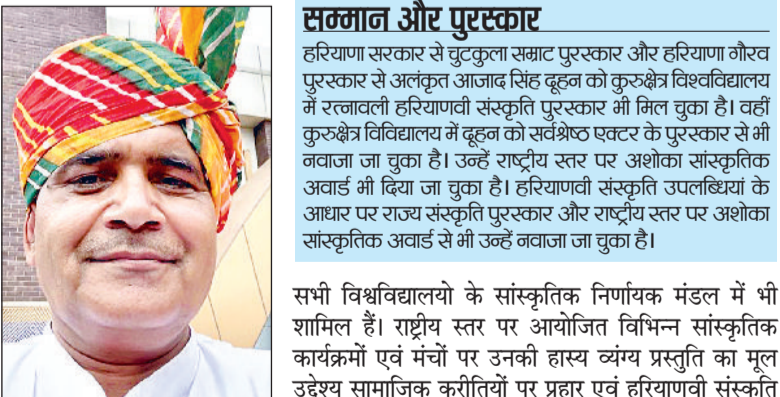 सम्मान और पुरस्कार
हरियाणा सरकार से चुटकुला सम्राट पुरस्कार और हरियाणा गौरव
पुरस्कार से अलंकृत आजाद सिंह दूहन को कुरुक्षेत्र विश्वविद्यालय
में रत्नावली हरियाणवी संस्कृति पुरस्कार भी मिल चुका है। वहीं
कुरुक्षेत्र विविद्यालय में दूहन को सर्वश्रेष्ठ एक्टर के पुरस्कार से भी
नवाजा जा चुका है। उन्हें राष्ट्रीय स्तर पर अशोका सांस्कृतिक
अवार्ड भी दिया जा चुका है। हरियाणवी संस्कृति उपलब्धियां के
आधार पर राज्य संस्कृति पुरस्कार और राष्ट्रीय स्तर पर अशोका
सांस्कृतिक अवार्ड से भी उन्हें नवाजा जा चुका है।
सभी विश्वविद्यालयो के सांस्कृतिक निर्णायक मंडल में भी
शामिल हैं। राष्ट्रीय स्तर पर आयोजित विभिन्न सांस्कृतिक
कार्यक्रमों एवं मंचों पर उनकी हास्य व्यंग्य प्रस्तुति का मूल
उद्देश्य सामाजिक कुरीतियों पर प्रहार एवं हरियाणवी संस्कृति